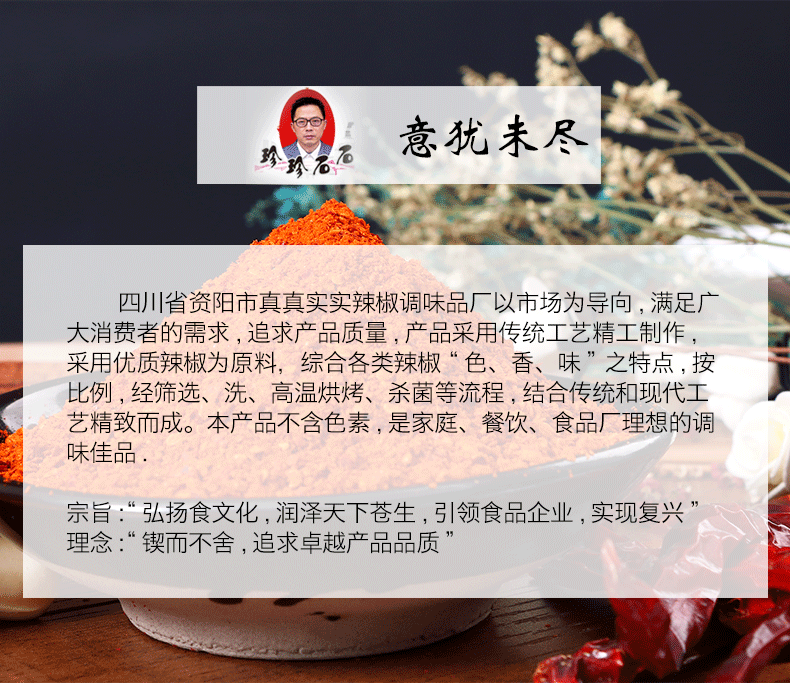 意犹未尽
四川省资阳市真真实实辣椒调味品厂以市场为导向，满足广
大消费者的需求，追求产品质量，产品采用传统工艺精工制作，
采用优质辣椒为原料，综合各类辣椒“色、香、味”之特点，按
比例，经筛选、洗、高温烘烤、杀菌等流程，结合传统和现代工
艺精致而成。本产品不含色素，是家庭、餐饮、食品厂理想的调
味佳品．
宗旨：“弘扬食文化，润泽天下苍生，引领食品企业，实现复兴”
理念：“锲而不舍，追求卓越产品品质”